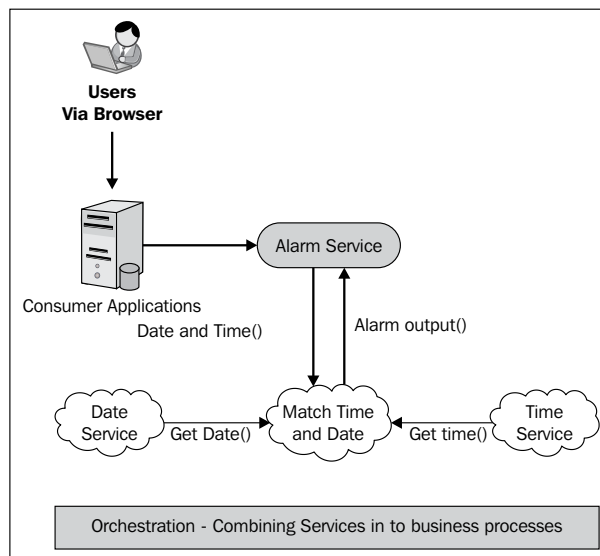 Users
Via Browser
Alarm Service
Consumer Applications
Date and Time()
Alarm output()
Date
Service
Get Date()
Match Time
and Date
Get time()
Time
Service
Orchestration - Combining Services in to business processes